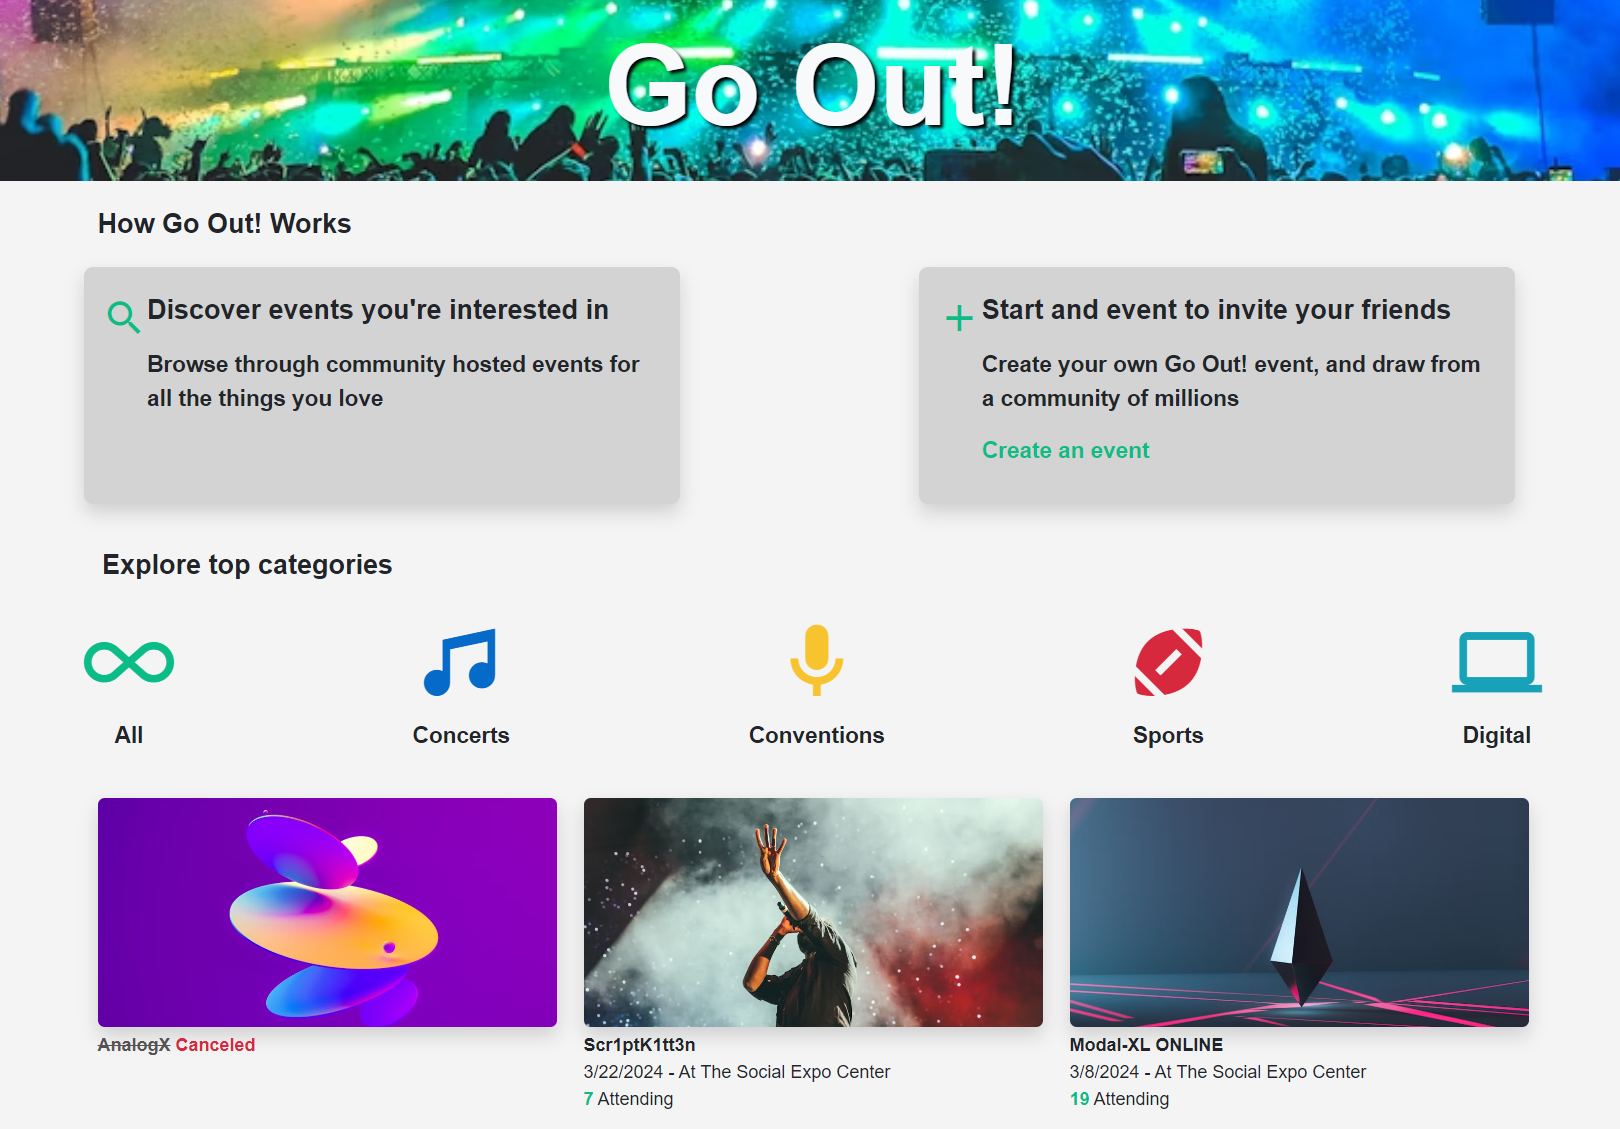 Go Out!
How Go Out! Works
Discover events you're interested in
Browse through community hosted events for
all the things you love
Start and event to invite your friends
Create your own Go Out! event, and draw from
a community of millions
Create an event
Explore top categories
All
Concerts
Conventions
Sports
Digital
AnalogX Canceled
Scr1ptK1tt3n
3/22/2024 - At The Social Expo Center
7 Attending
Modal-XL ONLINE
3/8/2024 - At The Social Expo Center
19 Attending